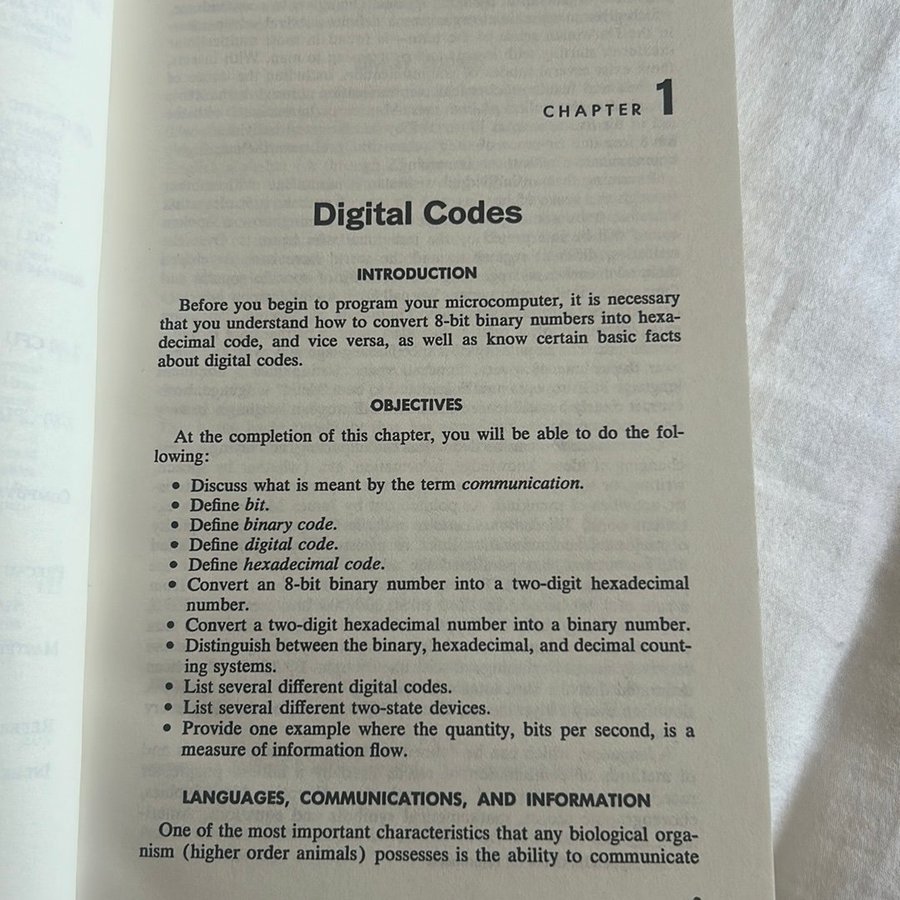 CHAPTER 1
Digital Codes
INTRODUCTION
Before you begin to program your microcomputer, it is necessary
that you understand how to convert 8-bit binary numbers into hexa-
decimal code, and vice versa, as well as know certain basic facts
about digital codes.
OBJECTIVES
At the completion of this chapter, you will be able to do the fol-
lowing:
• Discuss what is meant by the term communication.
• Define bit.
• Define binary code.
• Define digital code.
• Define hexadecimal code.
• Convert an 8-bit binary number into a two-digit hexadecimal
number.
• Convert a two-digit hexadecimal number into a binary number.
• Distinguish between the binary, hexadecimal, and decimal count-
ing systems.
• List several different digital codes.
• List several different two-state devices.
• Provide one example where the quantity, bits per second, is a
measure of information flow.
LANGUAGES, COMMUNICATIONS, AND INFORMATION
One of the most important characteristics that any biological orga-
nism (higher order animals) possesses is the ability to communicate